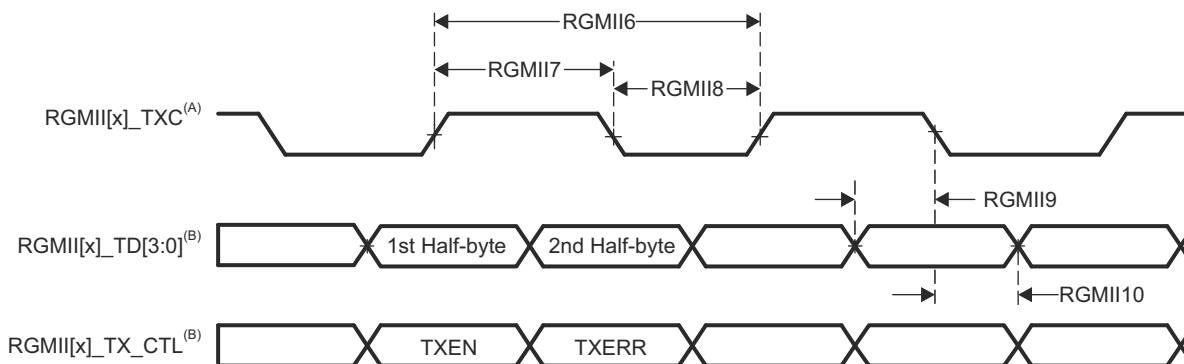 RGMII6
RGMII7
RGMII8
RGMII[x]_TXC(A)
RGMII9
RGMII[x]_TD[3:0](B)
1st Half-byte
2nd Half-byte
RGMII10
RGMII[x]_TX_CTL(B)
TXEN
TXERR